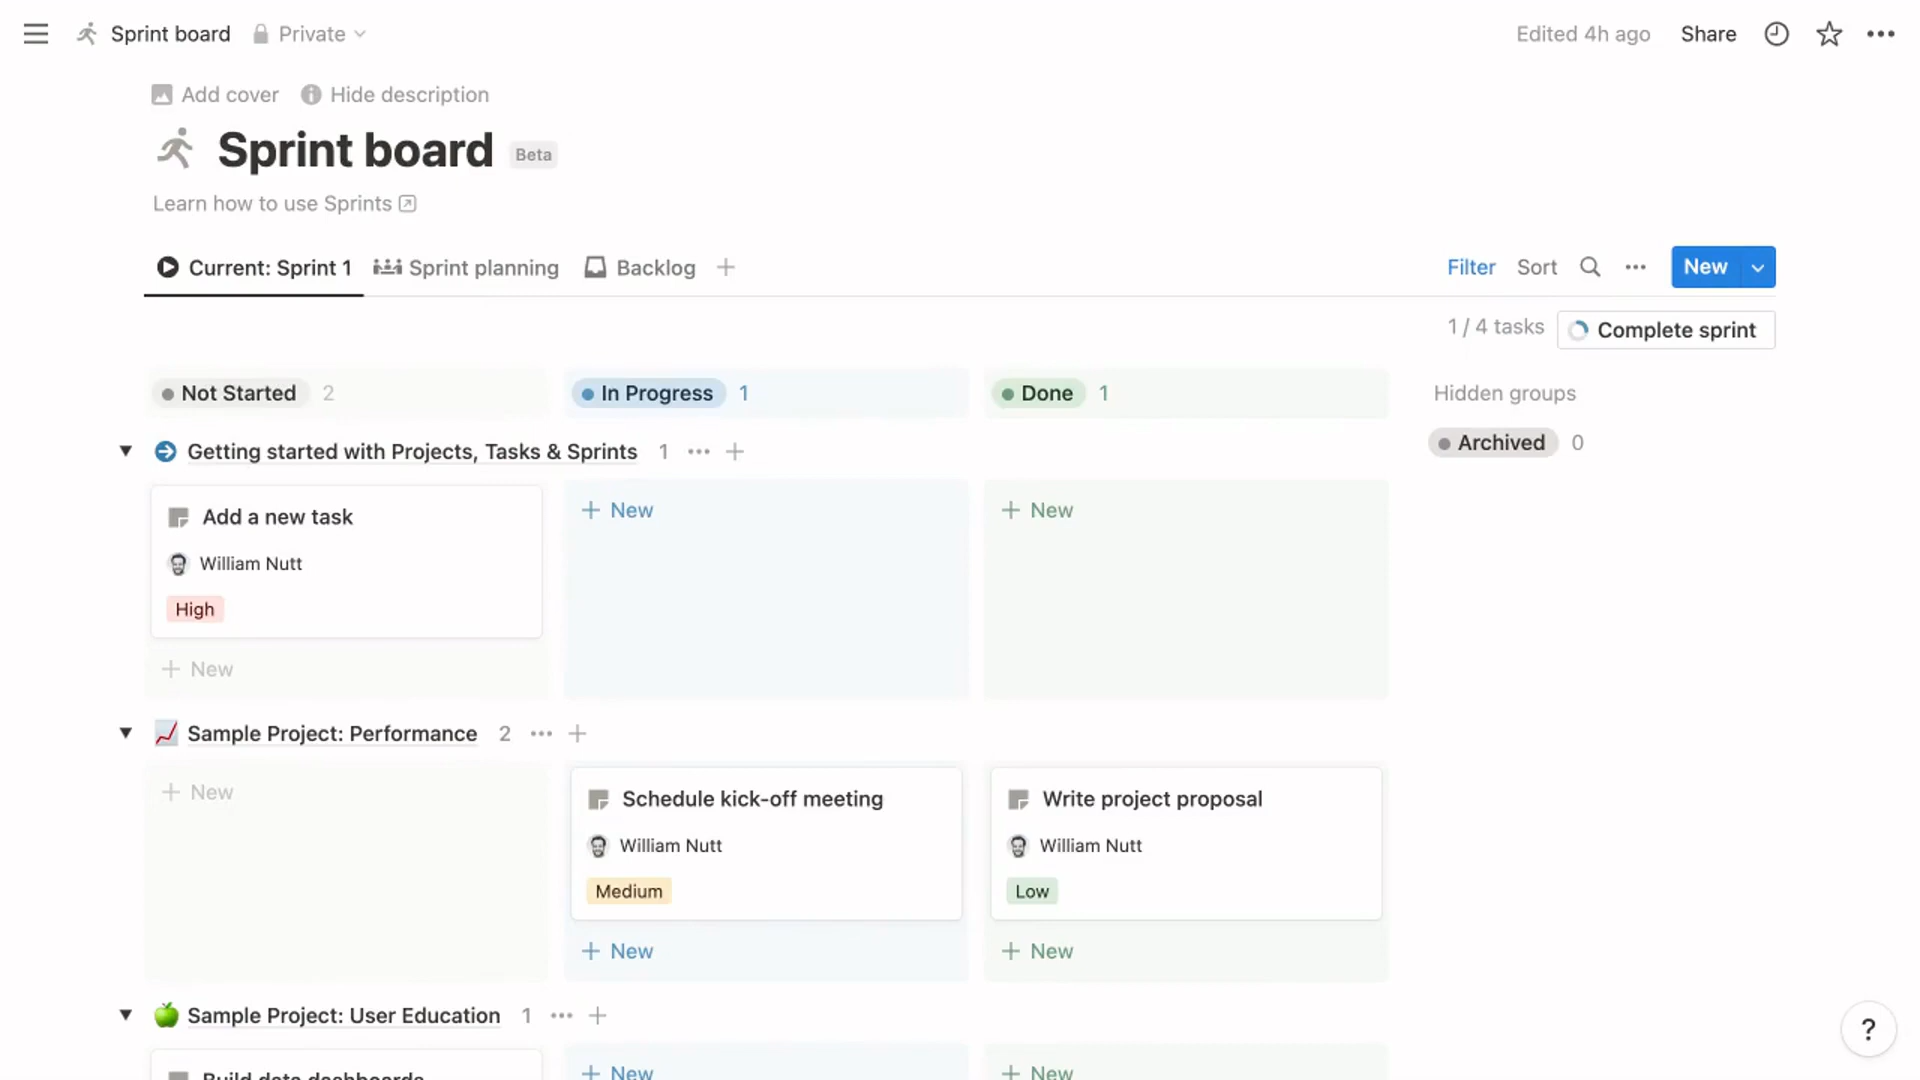 Sprint board Private Edited 4h ago Share
Add cover Hide description
Sprint board Beta
Learn how to use Sprints
Current: Sprint 1 Sprint planning Backlog Filter Sort New
1 / 4 tasks Complete sprint
Not Started 2 In Progress 1 Done 1 Hidden groups
Archived 0
Getting started with Projects, Tasks & Sprints 1
Add a new task
William Nutt
High
+ New
+ New
+ New
Sample Project: Performance 2
+ New
Schedule kick-off meeting
William Nutt
Medium
+ New
Write project proposal
William Nutt
Low
+ New
Sample Project: User Education 1
Build data dashboards
+ New
+ New
?